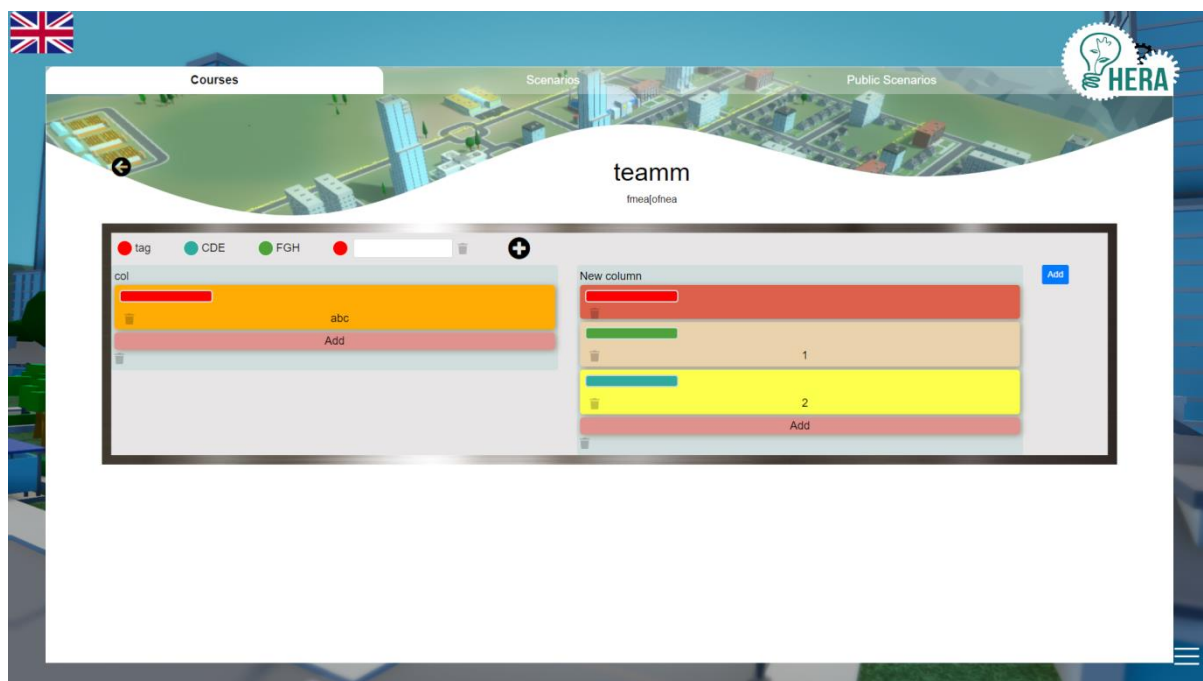 HERA
Courses Scenarios Public Scenarios
teamm
fmea[ofnea
tag CDE FGH
col
abc
Add
New column
1
2
Add
Add